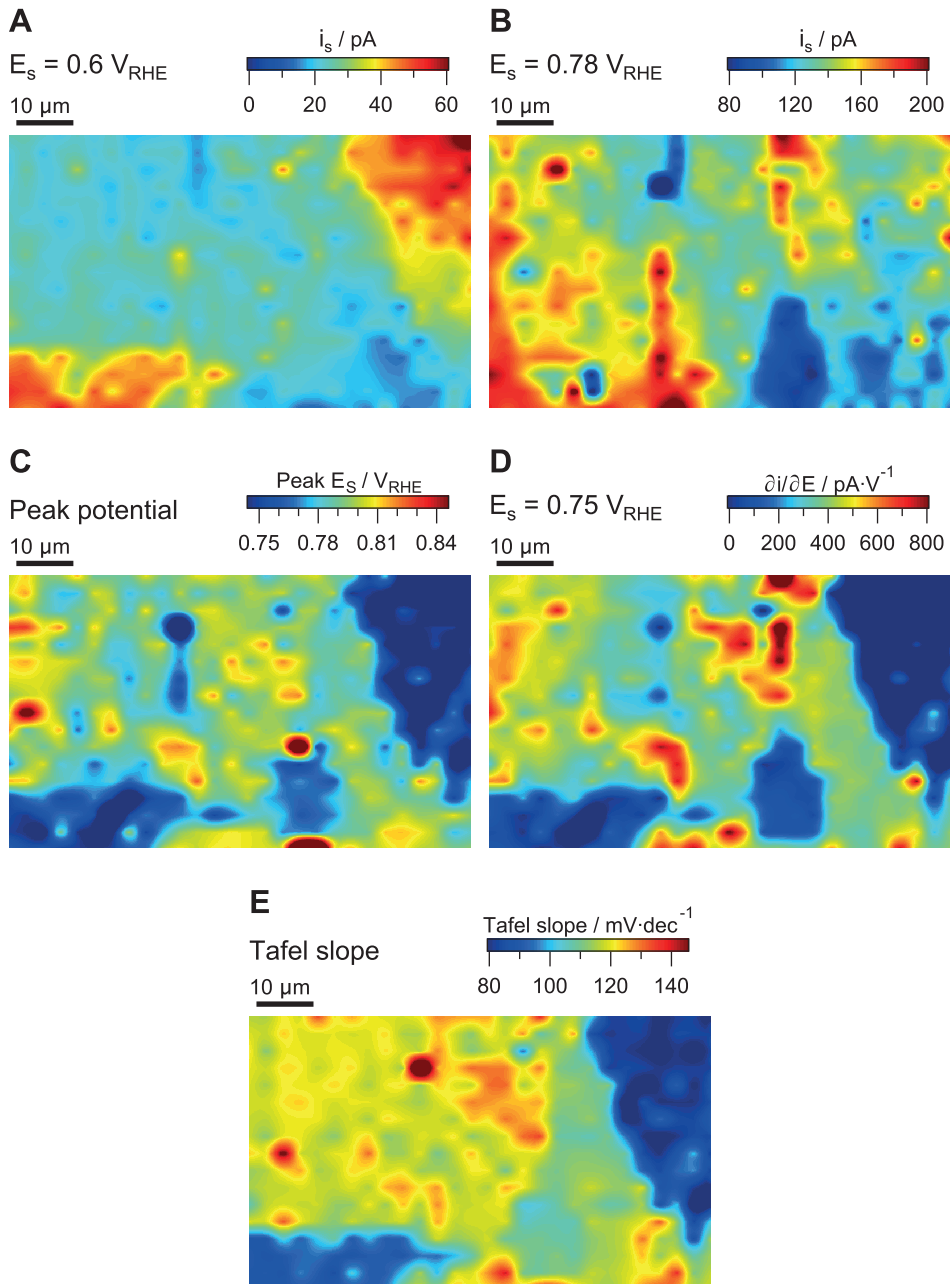 A
E_s = 0.6 V_RHE
i_s / pA
0 20 40 60
10 µm
B
E_s = 0.78 V_RHE
i_s / pA
80 120 160 200
10 µm
C
Peak potential
Peak E_S / V_RHE
0.75 0.78 0.81 0.84
10 µm
D
E_s = 0.75 V_RHE
∂i/∂E / pA·V⁻¹
0 200 400 600 800
10 µm
E
Tafel slope
Tafel slope / mV·dec⁻¹
80 100 120 140
10 µm